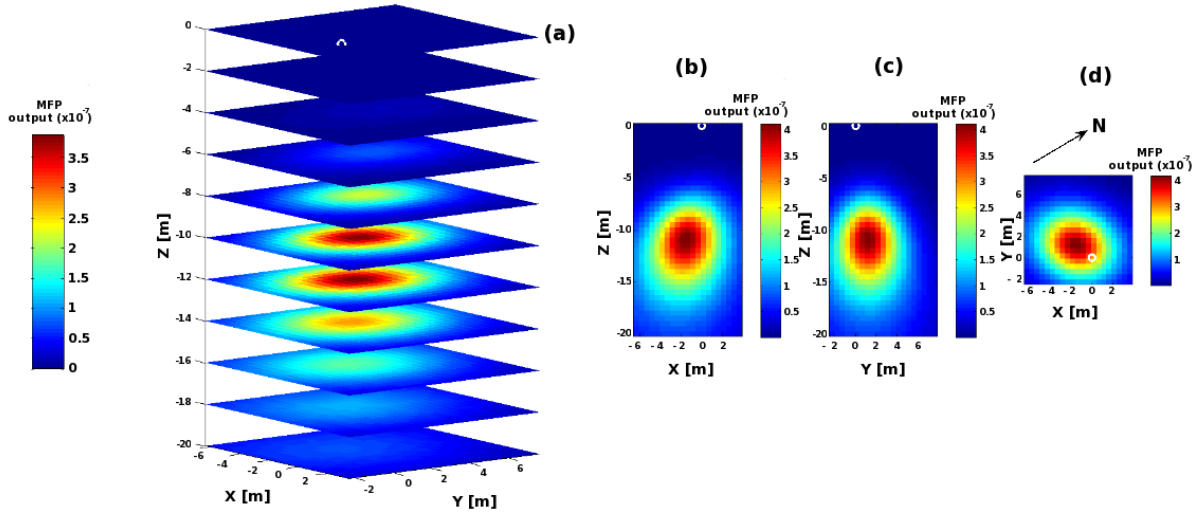 (a)
MFP
output (x10⁻⁷)
3.5
3
2.5
2
1.5
1
0.5
0
Z [m]
0
-2
-4
-6
-8
-10
-12
-14
-16
-18
-20
X [m]
-6
-4
-2
0
2
Y [m]
-2
0
2
4
6
(b)
MFP
output (x10⁻⁷)
4
3.5
3
2.5
2
1.5
1
0.5
Z [m]
0
-5
-10
-15
-20
-6 -4 -2 0 2
X [m]
(c)
MFP
output (x10⁻⁷)
4
3.5
3
2.5
2
1.5
1
0.5
Z [m]
0
-5
-10
-15
-20
-2 0 2 4 6
Y [m]
(d)
N
MFP
output (x10⁻⁷)
4
3
2
1
Y [m]
6
4
2
0
-2
-6 -4 -2 0 2
X [m]